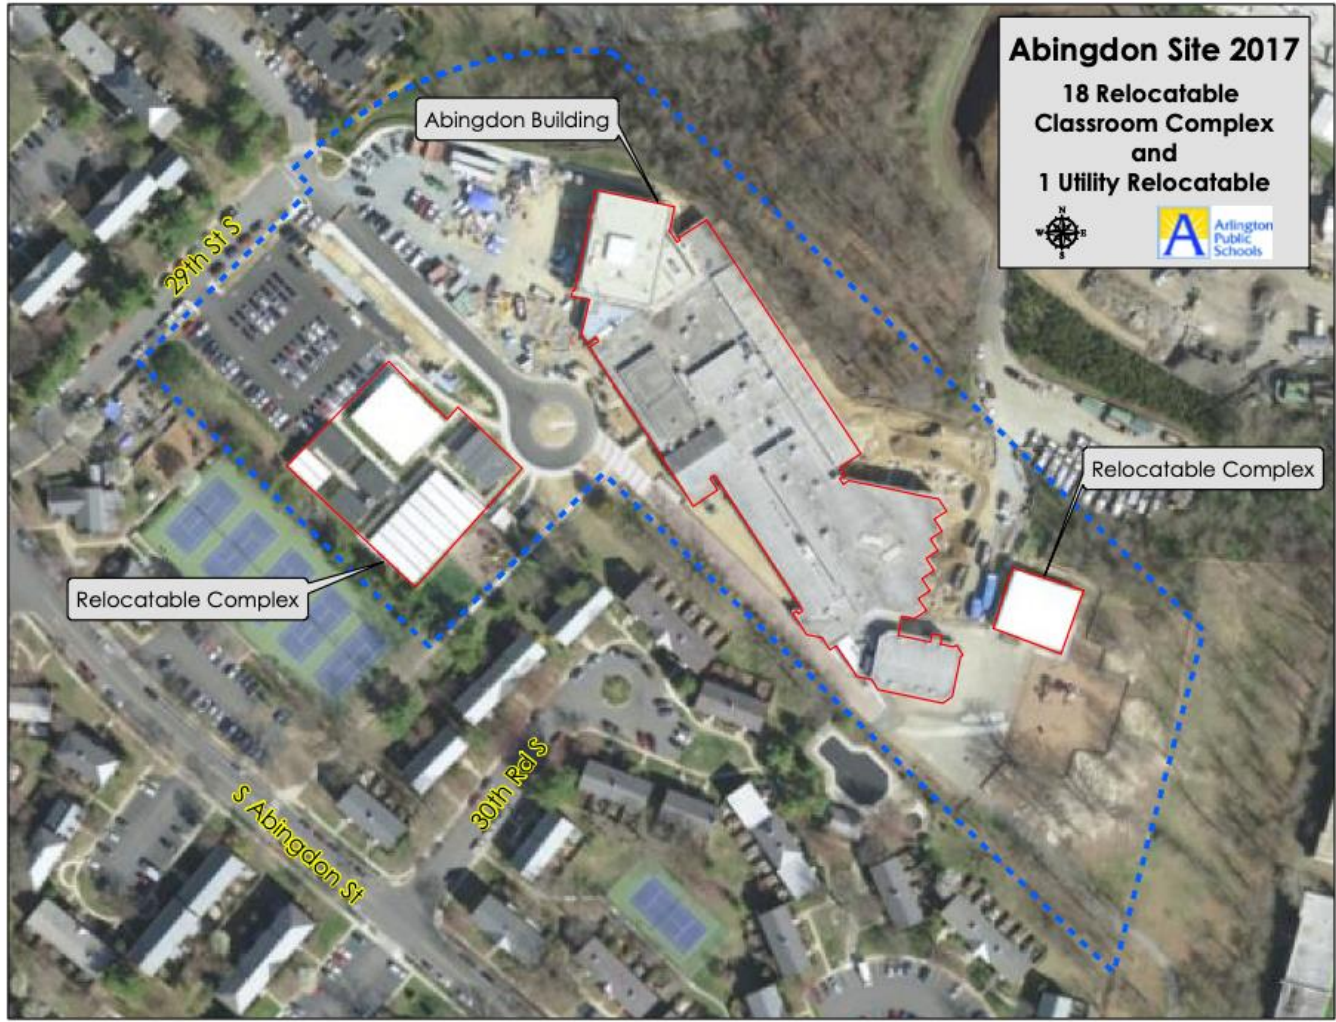 Abingdon Site 2017
18 Relocatable
Classroom Complex
and
1 Utility Relocatable
N
W E
S
A
Arlington
Public
Schools
Abingdon Building
29th St S
Relocatable Complex
Relocatable Complex
30th Rd S
S Abingdon St